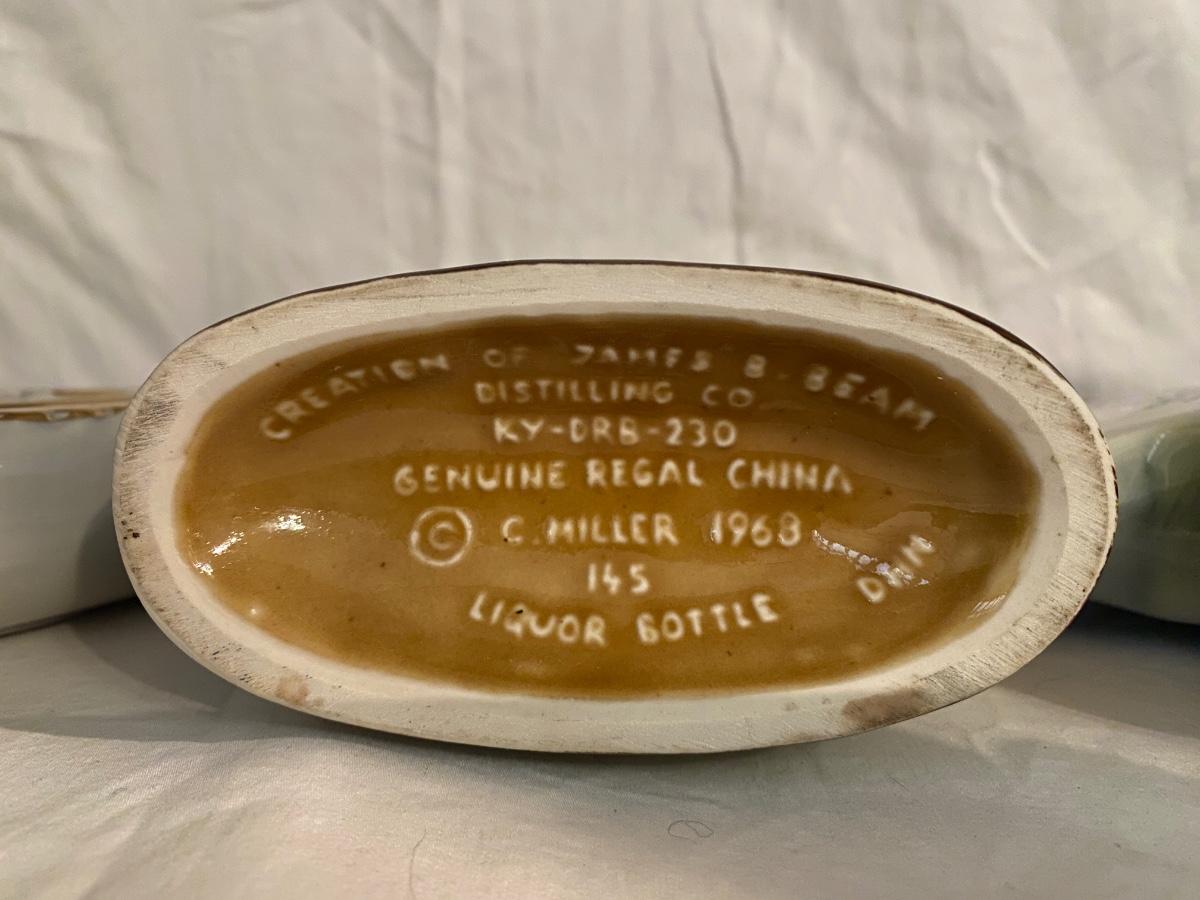 CREATION OF JAMES B. BEAM
DISTILLING CO
KY-DRB-230
GENUINE REGAL CHINA
© C. MILLER 1968
145
LIQUOR BOTTLE